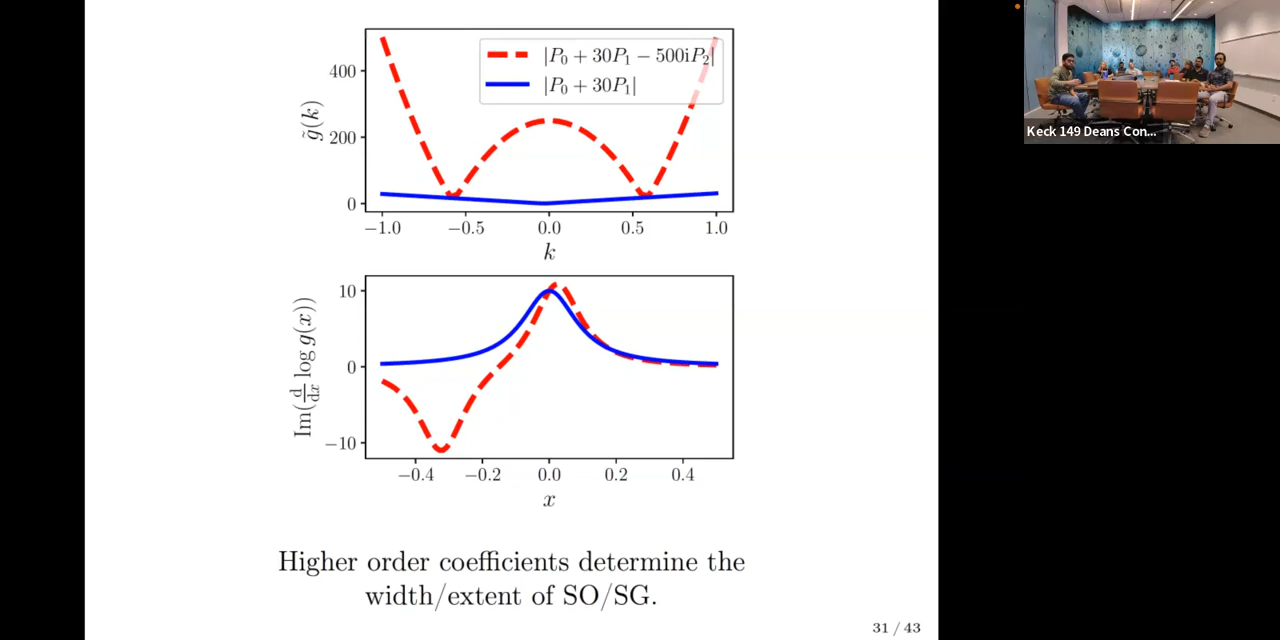 |P₀ + 30P₁ − 500iP₂|
|P₀ + 30P₁|
400
200
0
g̃(k)
−1.0 −0.5 0.0 0.5 1.0
k
10
0
−10
Im(d/dx log g(x))
−0.4 −0.2 0.0 0.2 0.4
x
Higher order coefficients determine the
width/extent of SO/SG.
31 / 43
Keck 149 Deans Con...